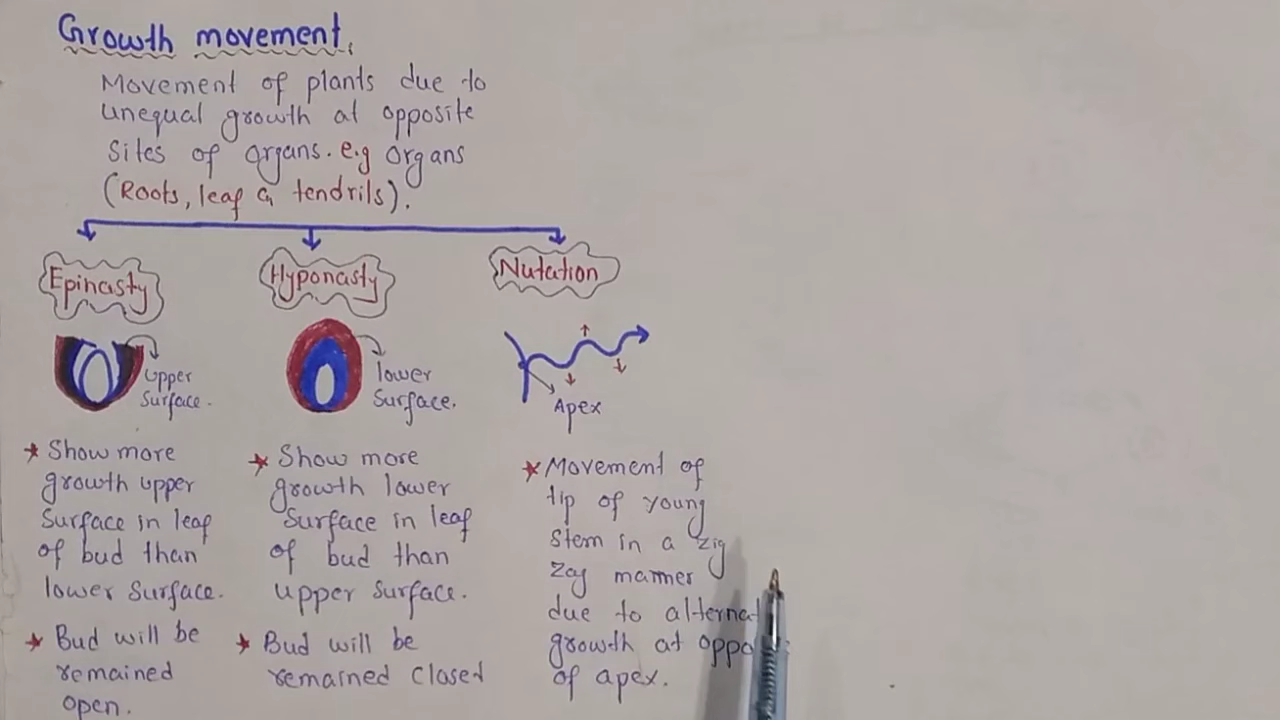 Growth movement.
Movement of plants due to
unequal growth at opposite
Sites of organs. e.g organs
(Roots, leaf & tendrils).
Epinasty
Hyponasty
Nutation
upper
Surface.
lower
Surface.
Apex
* Show more
growth upper
Surface in leaf
of bud than
lower Surface.
* Bud will be
remained
open.
* Show more
growth lower
Surface in leaf
of bud than
upper Surface.
* Bud will be
remained Closed
* Movement of
tip of young
Stem in a zig
Zag manner
due to
growth at
of apex.